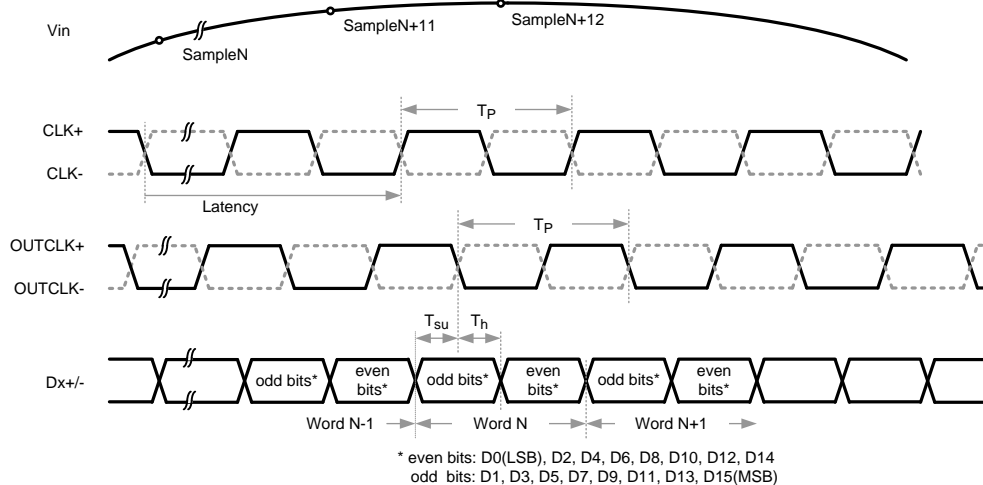 Vin
SampleN
SampleN+11
SampleN+12
TP
CLK+
CLK-
Latency
TP
OUTCLK+
OUTCLK-
Tsu
Th
Dx+/-
odd bits*
even bits*
odd bits*
even bits*
odd bits*
even bits*
Word N-1
Word N
Word N+1
* even bits: D0(LSB), D2, D4, D6, D8, D10, D12, D14
odd bits: D1, D3, D5, D7, D9, D11, D13, D15(MSB)